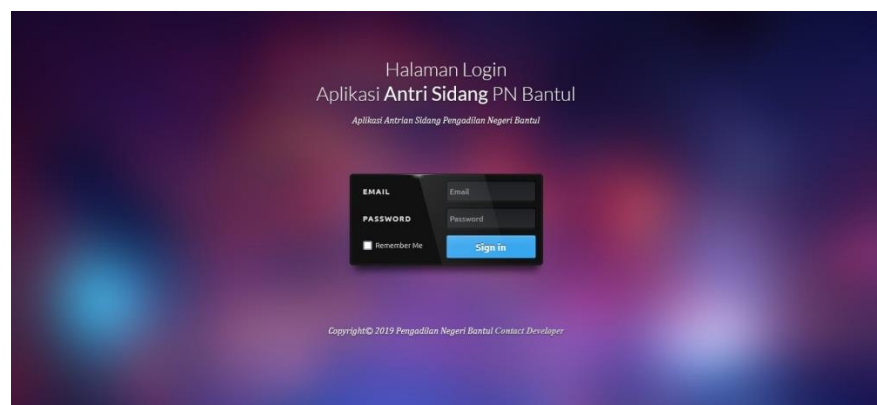 Halaman Login
Aplikasi Antri Sidang PN Bantul
Aplikasi Antrian Sidang Pengadilan Negeri Bantul
EMAIL Email
PASSWORD Password
Remember Me Sign in
Copyright© 2019 Pengadilan Negeri Bantul Contact Developer